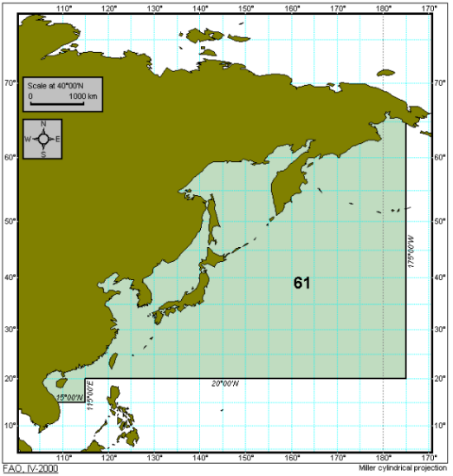 110° 120° 130° 140° 150° 160° 170° 180° 170°
70° 70°
Scale at 40°00'N
0 1000 km
N
W E
S
60° 60°
50° 50°
175°00'W
40° 40°
61
30° 30°
20° 20°
20°00'N
15°00'N
115°00'E
10° 10°
110° 120° 130° 140° 150° 160° 170° 180° 170°
FAO, IV-2000 Miller cylindrical projection